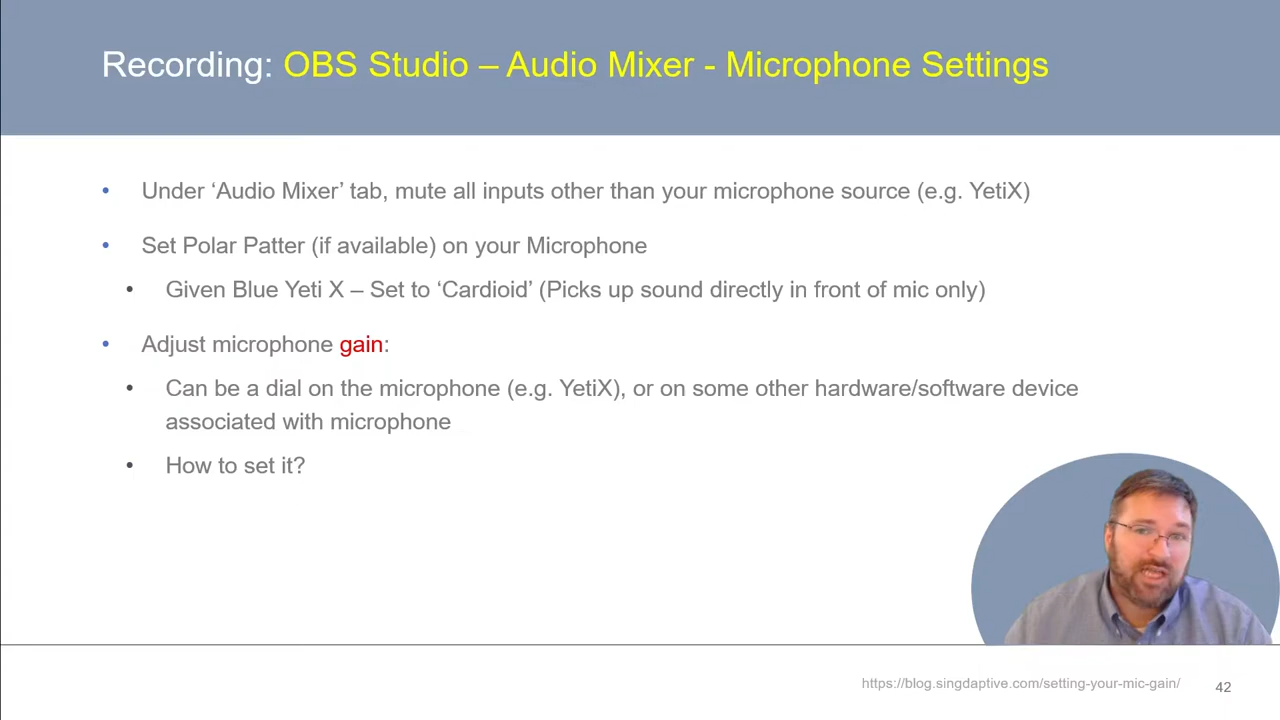 Recording: OBS Studio – Audio Mixer - Microphone Settings
• Under ‘Audio Mixer’ tab, mute all inputs other than your microphone source (e.g. YetiX)
• Set Polar Patter (if available) on your Microphone
• Given Blue Yeti X – Set to ‘Cardioid’ (Picks up sound directly in front of mic only)
• Adjust microphone gain:
• Can be a dial on the microphone (e.g. YetiX), or on some other hardware/software device
associated with microphone
• How to set it?
https://blog.singdaptive.com/setting-your-mic-gain/
42